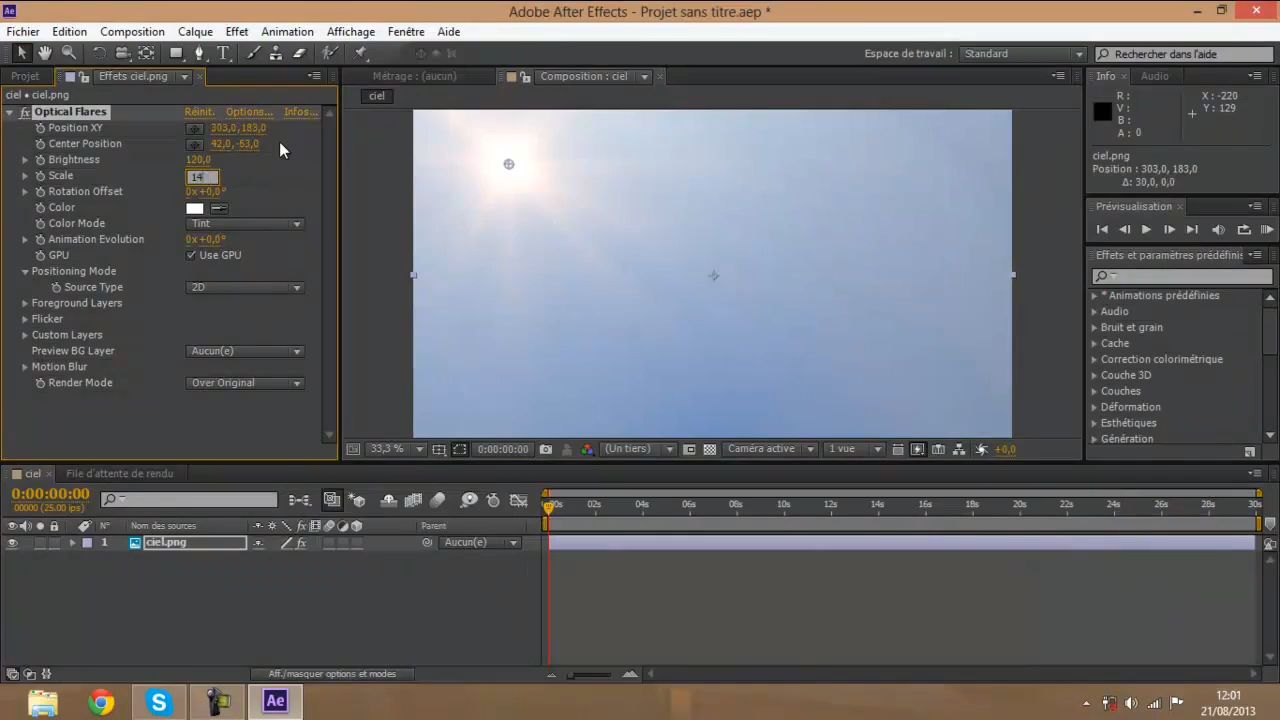 Ae
Adobe After Effects - Projet sans titre.aep *
Fichier Edition Composition Calque Effet Animation Affichage Fenêtre Aide
T
Espace de travail : Standard
Rechercher dans l'aide
Projet
Effets ciel.png
Métrage : (aucun)
Composition : ciel
Info
Audio
ciel • ciel.png
ciel
fx Optical Flares Réinit. Options... Infos...
Position XY 303,0,183,0
Center Position 42,0,-63,0
Brightness 120,0
Scale 14
Rotation Offset 0x+0,0°
Color
Color Mode Tint
Animation Evolution 0x+0,0°
GPU Use GPU
Positioning Mode
Source Type 2D
Foreground Layers
Flicker
Custom Layers
Preview BG Layer Aucun(e)
Motion Blur
Render Mode Over Original
R :
V :
B :
A : 0
X : -220
Y : 129
ciel.png
Position : 303,0, 183,0
Δ : 30,0, 0,0
Prévisualisation
Effets et paramètres prédéfinis
* Animations prédéfinies
Audio
Bruit et grain
Cache
Correction colorimétrique
Couche 3D
Couches
Déformation
Esthétiques
Génération
33,3 % 0:00:00:00 (Un tiers) Caméra active 1 vue +0,0
ciel
File d'attente de rendu
0:00:00:00
00000 (25.00 ips)
00s 02s 04s 06s 08s 10s 12s 14s 16s 18s 20s 22s 24s 26s 28s 30s
N° Nom des sources fx Parent
1 ciel.png fx Aucun(e)
Aff./masquer options et modes
S
Ae
12:01
21/08/2013